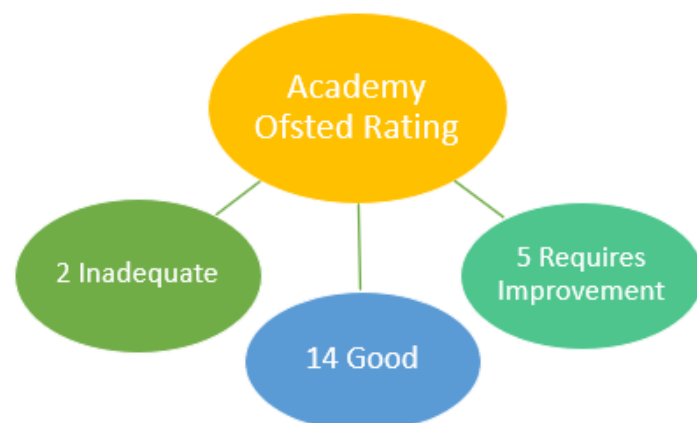 Academy
Ofsted Rating
2 Inadequate
5 Requires
Improvement
14 Good